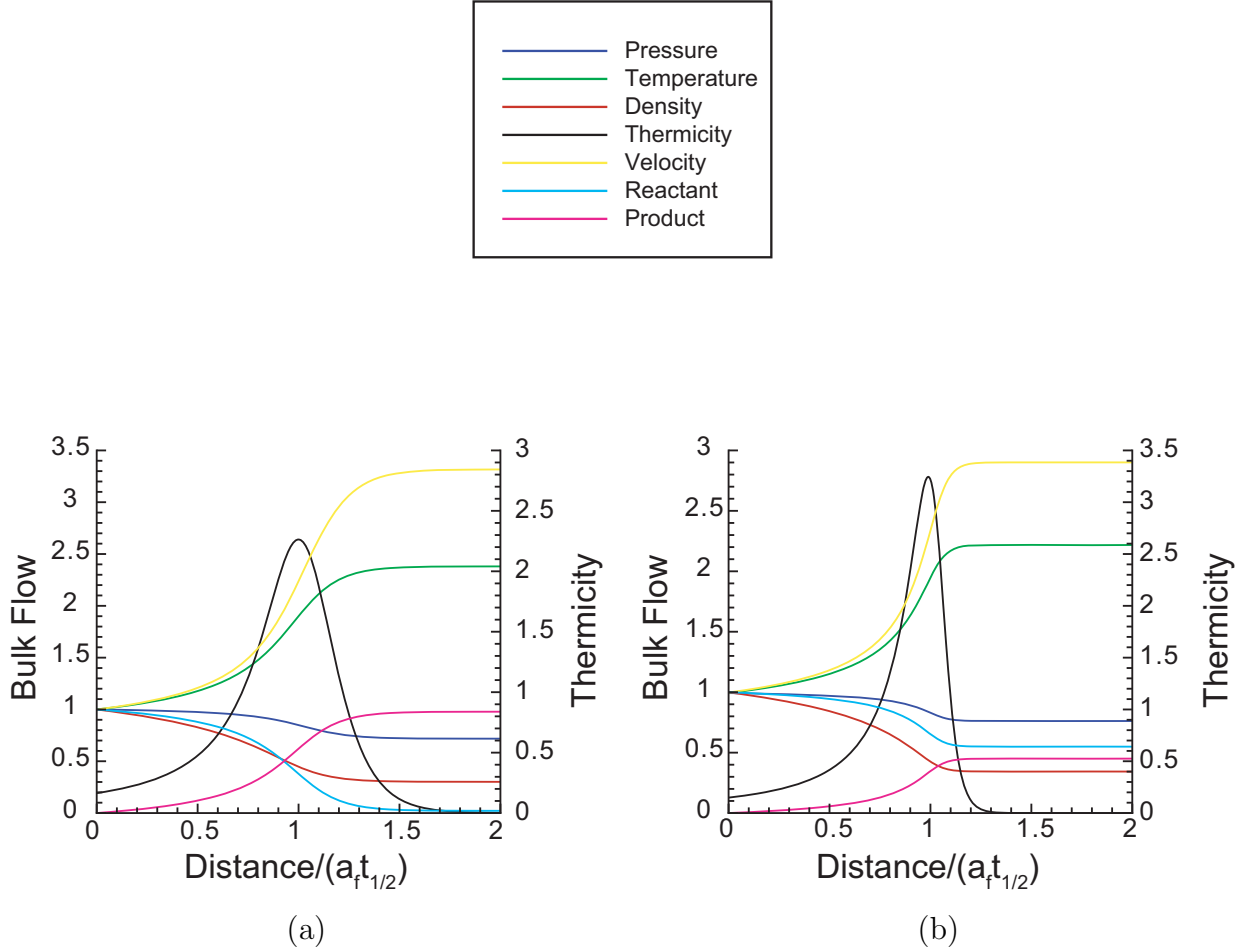 Pressure
Temperature
Density
Thermicity
Velocity
Reactant
Product
3.5
3
2.5
2
1.5
1
0.5
0
Bulk Flow
3
2.5
2
1.5
1
0.5
0
Thermicity
0 0.5 1 1.5 2
Distance/(a_f t_1/2)
(a)
3
2.5
2
1.5
1
0.5
0
Bulk Flow
3.5
3
2.5
2
1.5
1
0.5
0
Thermicity
0 0.5 1 1.5 2
Distance/(a_f t_1/2)
(b)